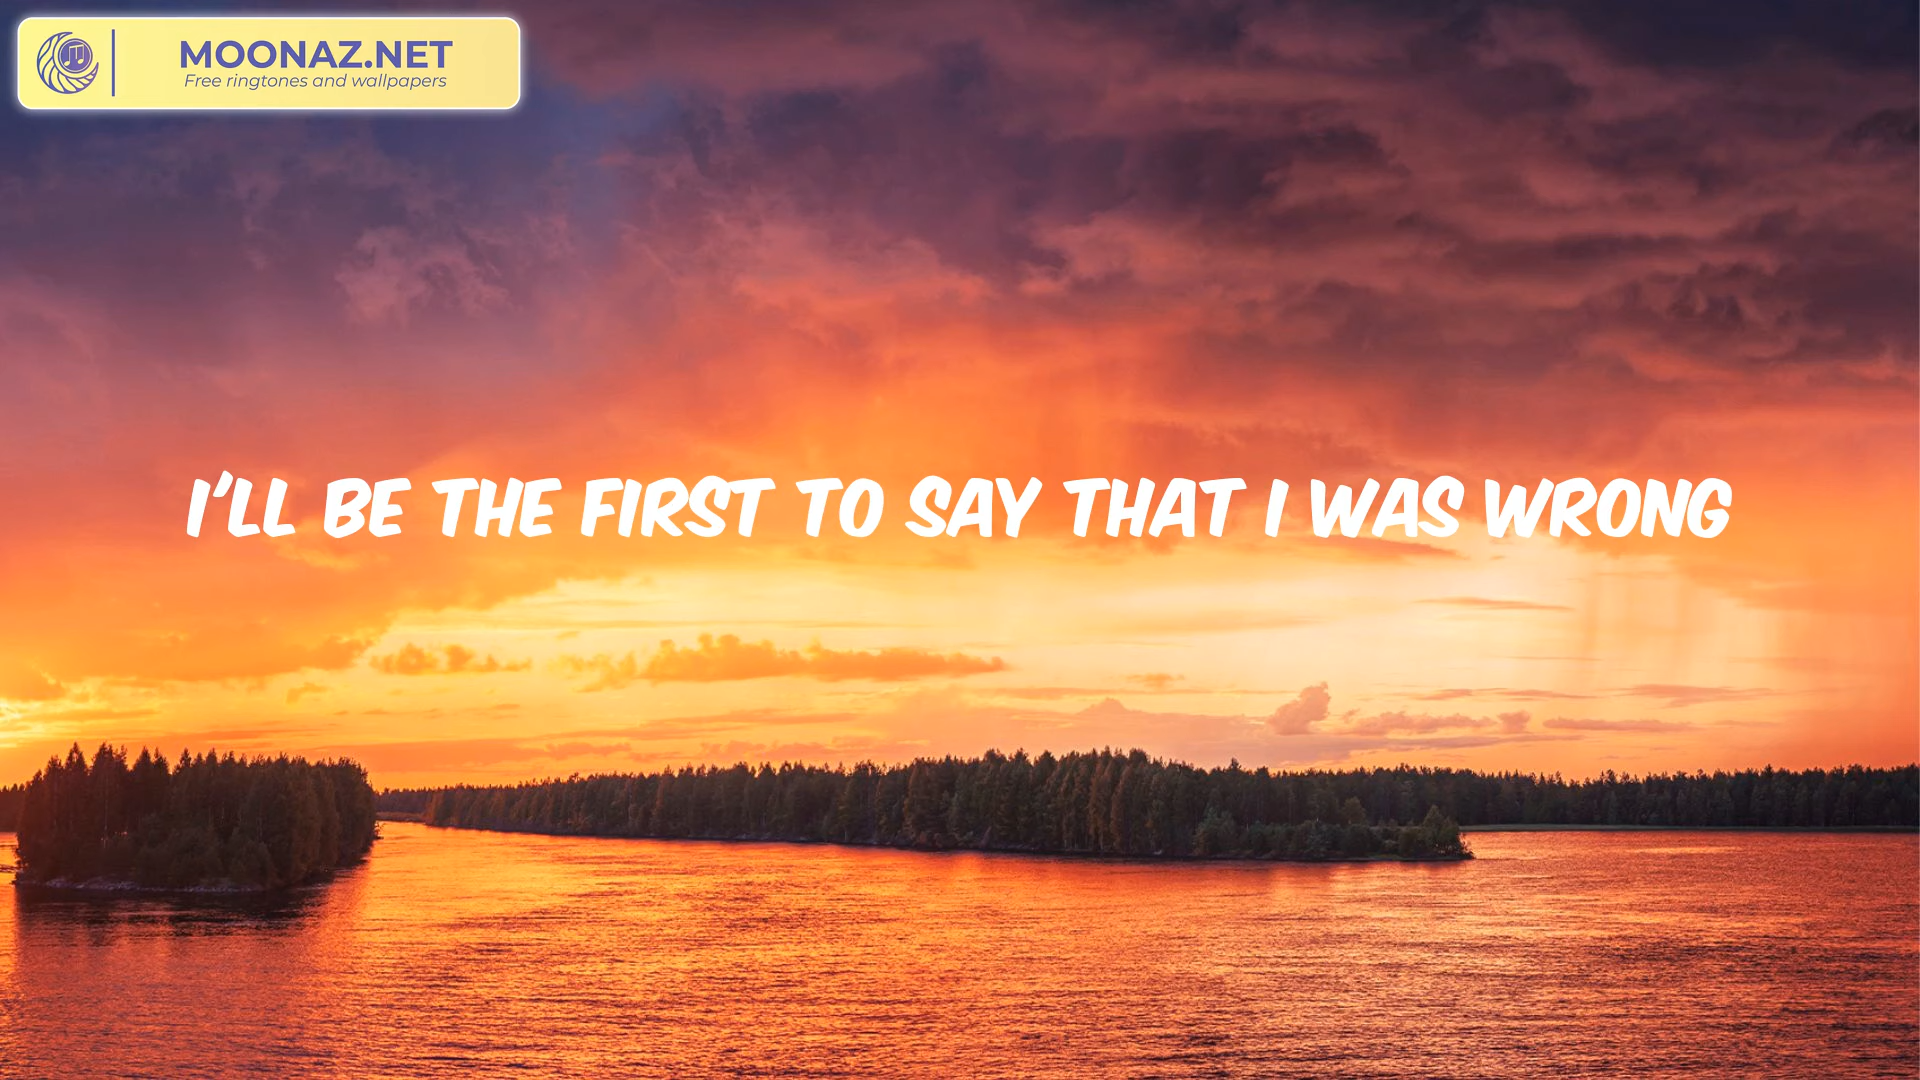 MOONAZ.NET
Free ringtones and wallpapers
I'LL BE THE FIRST TO SAY THAT I WAS WRONG